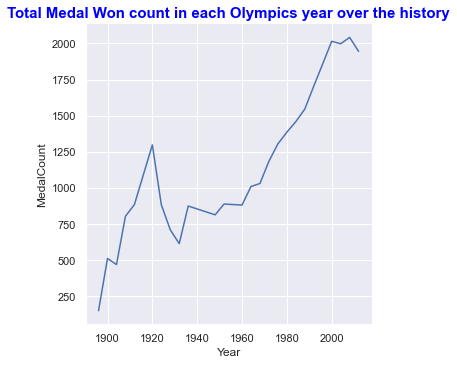 Total Medal Won count in each Olympics year over the history
2000
1750
1500
1250
1000
750
500
250
MedalCount
1900 1920 1940 1960 1980 2000
Year